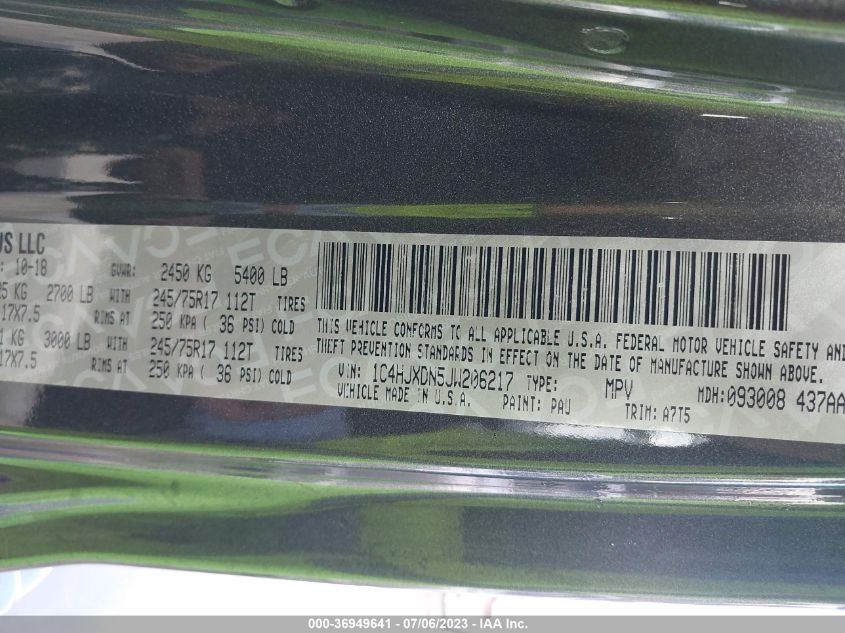 US LLC
: 10-18 GVWR: 2450 KG 5400 LB
25 KG 2700 LB WITH 245/75R17 112T TIRES
17X7.5 RIMS AT 250 KPA ( 36 PSI) COLD
1 KG 3000 LB WITH 245/75R17 112T TIRES
17X7.5 RIMS AT 250 KPA ( 36 PSI) COLD
THIS VEHICLE CONFORMS TO ALL APPLICABLE U.S.A. FEDERAL MOTOR VEHICLE SAFETY AND
THEFT PREVENTION STANDARDS IN EFFECT ON THE DATE OF MANUFACTURE SHOWN ABOVE.
VIN: 1C4HJXDN5JW206217 TYPE: MPV MDH:093008 437AA
VEHICLE MADE IN U.S.A. PAINT: PAU TRIM: A7T5
000-36949641 / 07/06/2023 - © IAA Inc.